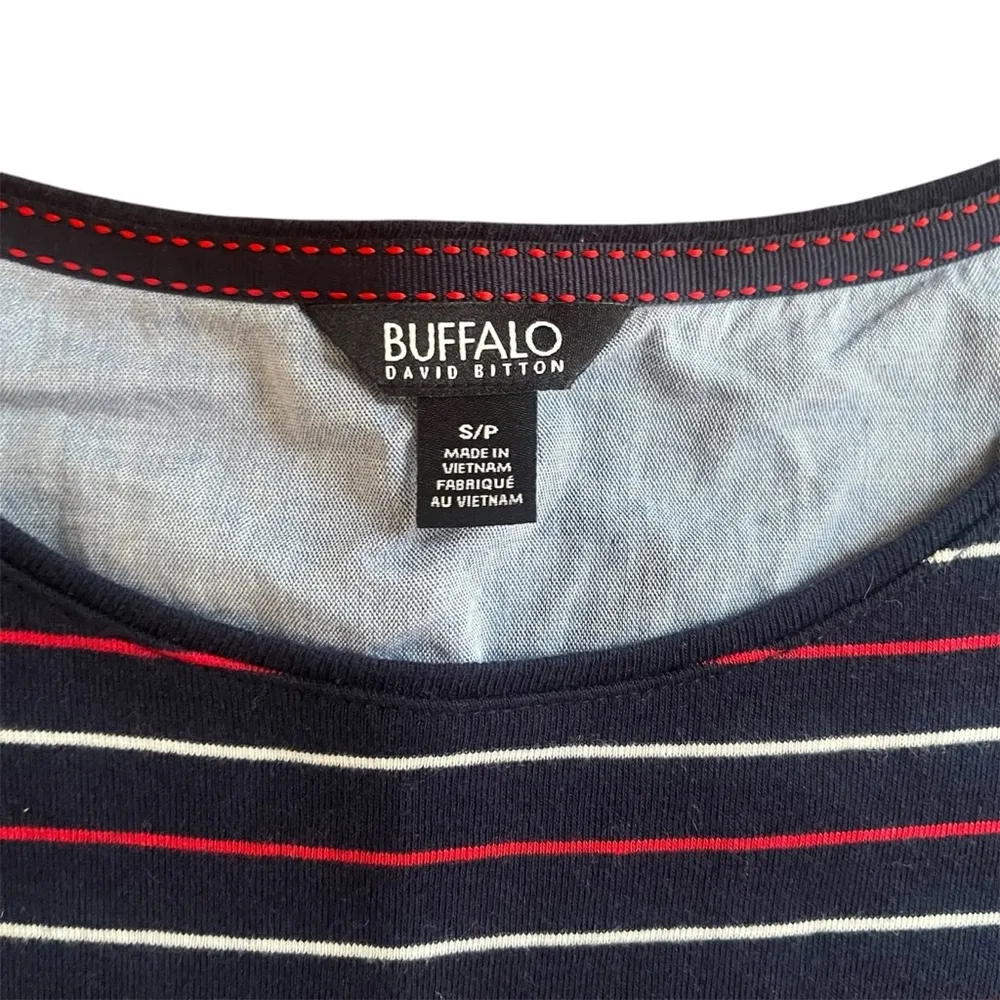 BUFFALO
DAVID BITTON
S/P
MADE IN
VIETNAM
FABRIQUÉ
AU VIETNAM